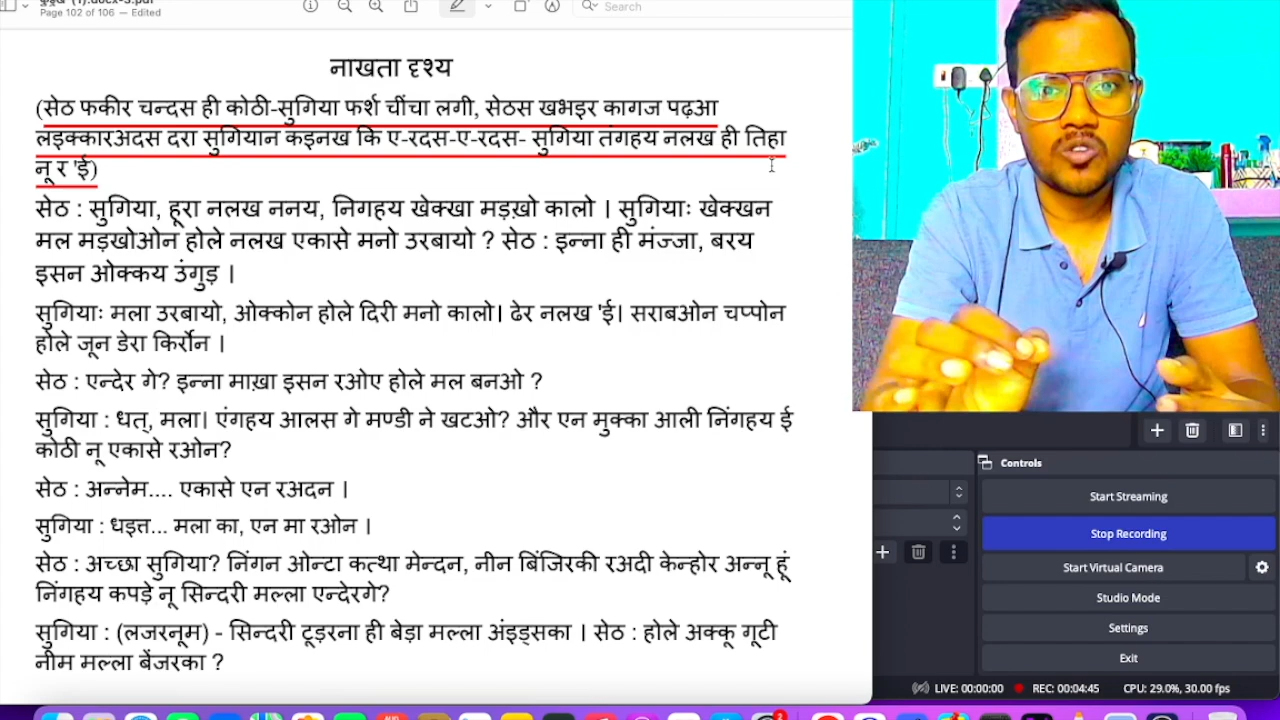 Page 102 of 106 — Edited
Search
नाखता दृश्य
(सेठ फकीर चन्दस ही कोठी-सुगिया फर्श चींचा लगी, सेठस खभइर कागज पढ़आ
लइक्कारअदस दरा सुगियान कइनख कि ए-रदस-ए-रदस- सुगिया तंगहय नलख ही तिहा
नू र 'ई)
सेठ : सुगिया, हूरा नलख ननय, निगहय खेक्खा मड़ख़ो कालो । सुगियाः खेक्खन
मल मड़खोओन होले नलख एकासे मनो उरबायो ? सेठ : इन्ना ही मंज्जा, बरय
इसन ओक्कय उंगुड़ ।
सुगियाः मला उरबायो, ओक्कोन होले दिरी मनो कालो। ढेर नलख 'ई। सराबओन चप्पोन
होले जून डेरा किर्रोन ।
सेठ : एन्देर गे? इन्ना माख़ा इसन रओए होले मल बनओ ?
सुगिया : धत्, मला। एंगहय आलस गे मण्डी ने खटओ? और एन मुक्का आली निंगहय ई
कोठी नू एकासे रओन?
सेठ : अन्नेम.... एकासे एन रअदन ।
सुगिया : धइत्त... मला का, एन मा रओन ।
सेठ : अच्छा सुगिया? निंगन ओन्टा कत्था मेन्दन, नीन बिंजिरकी रअदी केन्होर अन्नू हूं
निंगहय कपड़े नू सिन्दरी मल्ला एन्देरगे?
सुगिया : (लजरनूम) - सिन्दरी टूड़रना ही बेड़ा मल्ला अंइड्सका । सेठ : होले अक्कू गूटी
नीम मल्ला बेंजरका ?
Controls
Start Streaming
Stop Recording
Start Virtual Camera
Studio Mode
Settings
Exit
LIVE: 00:00:00 REC: 00:04:45 CPU: 29.0%, 30.00 fps